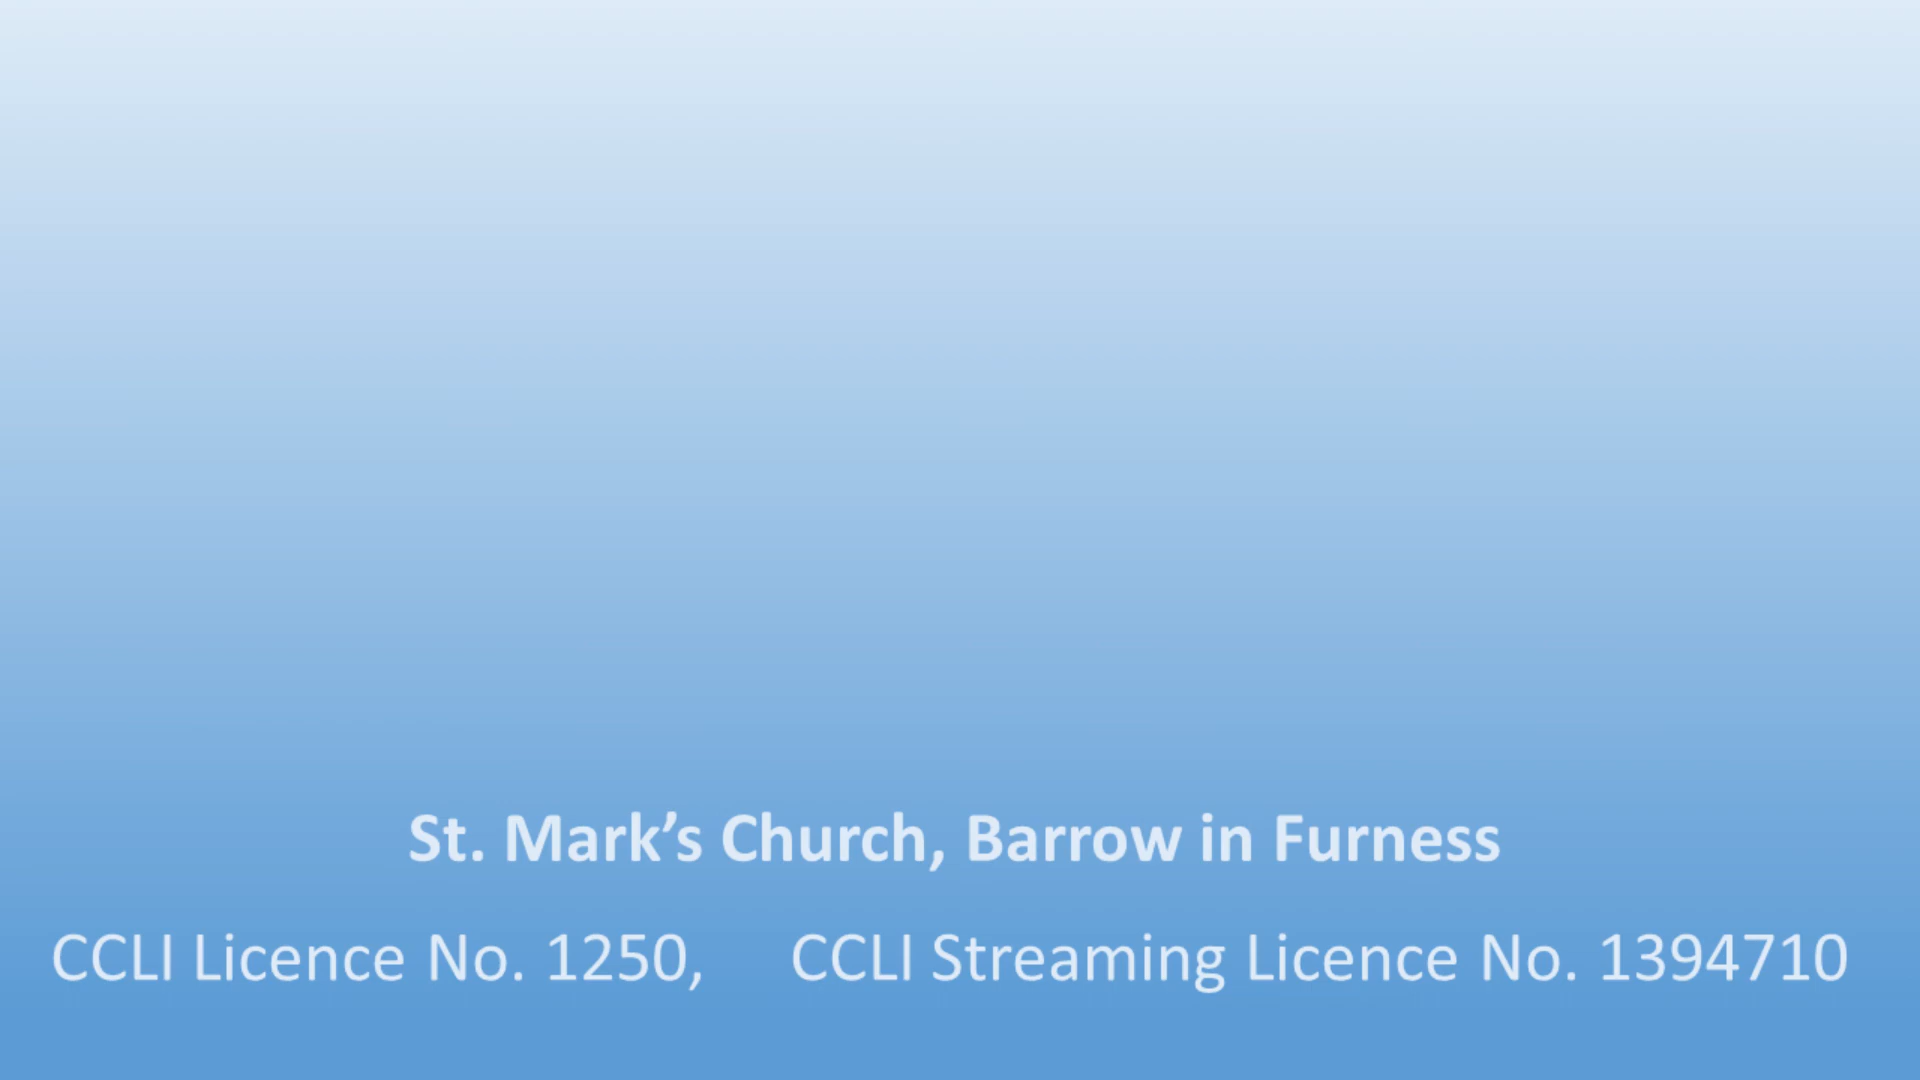 St. Mark’s Church, Barrow in Furness
CCLI Licence No. 1250, CCLI Streaming Licence No. 1394710